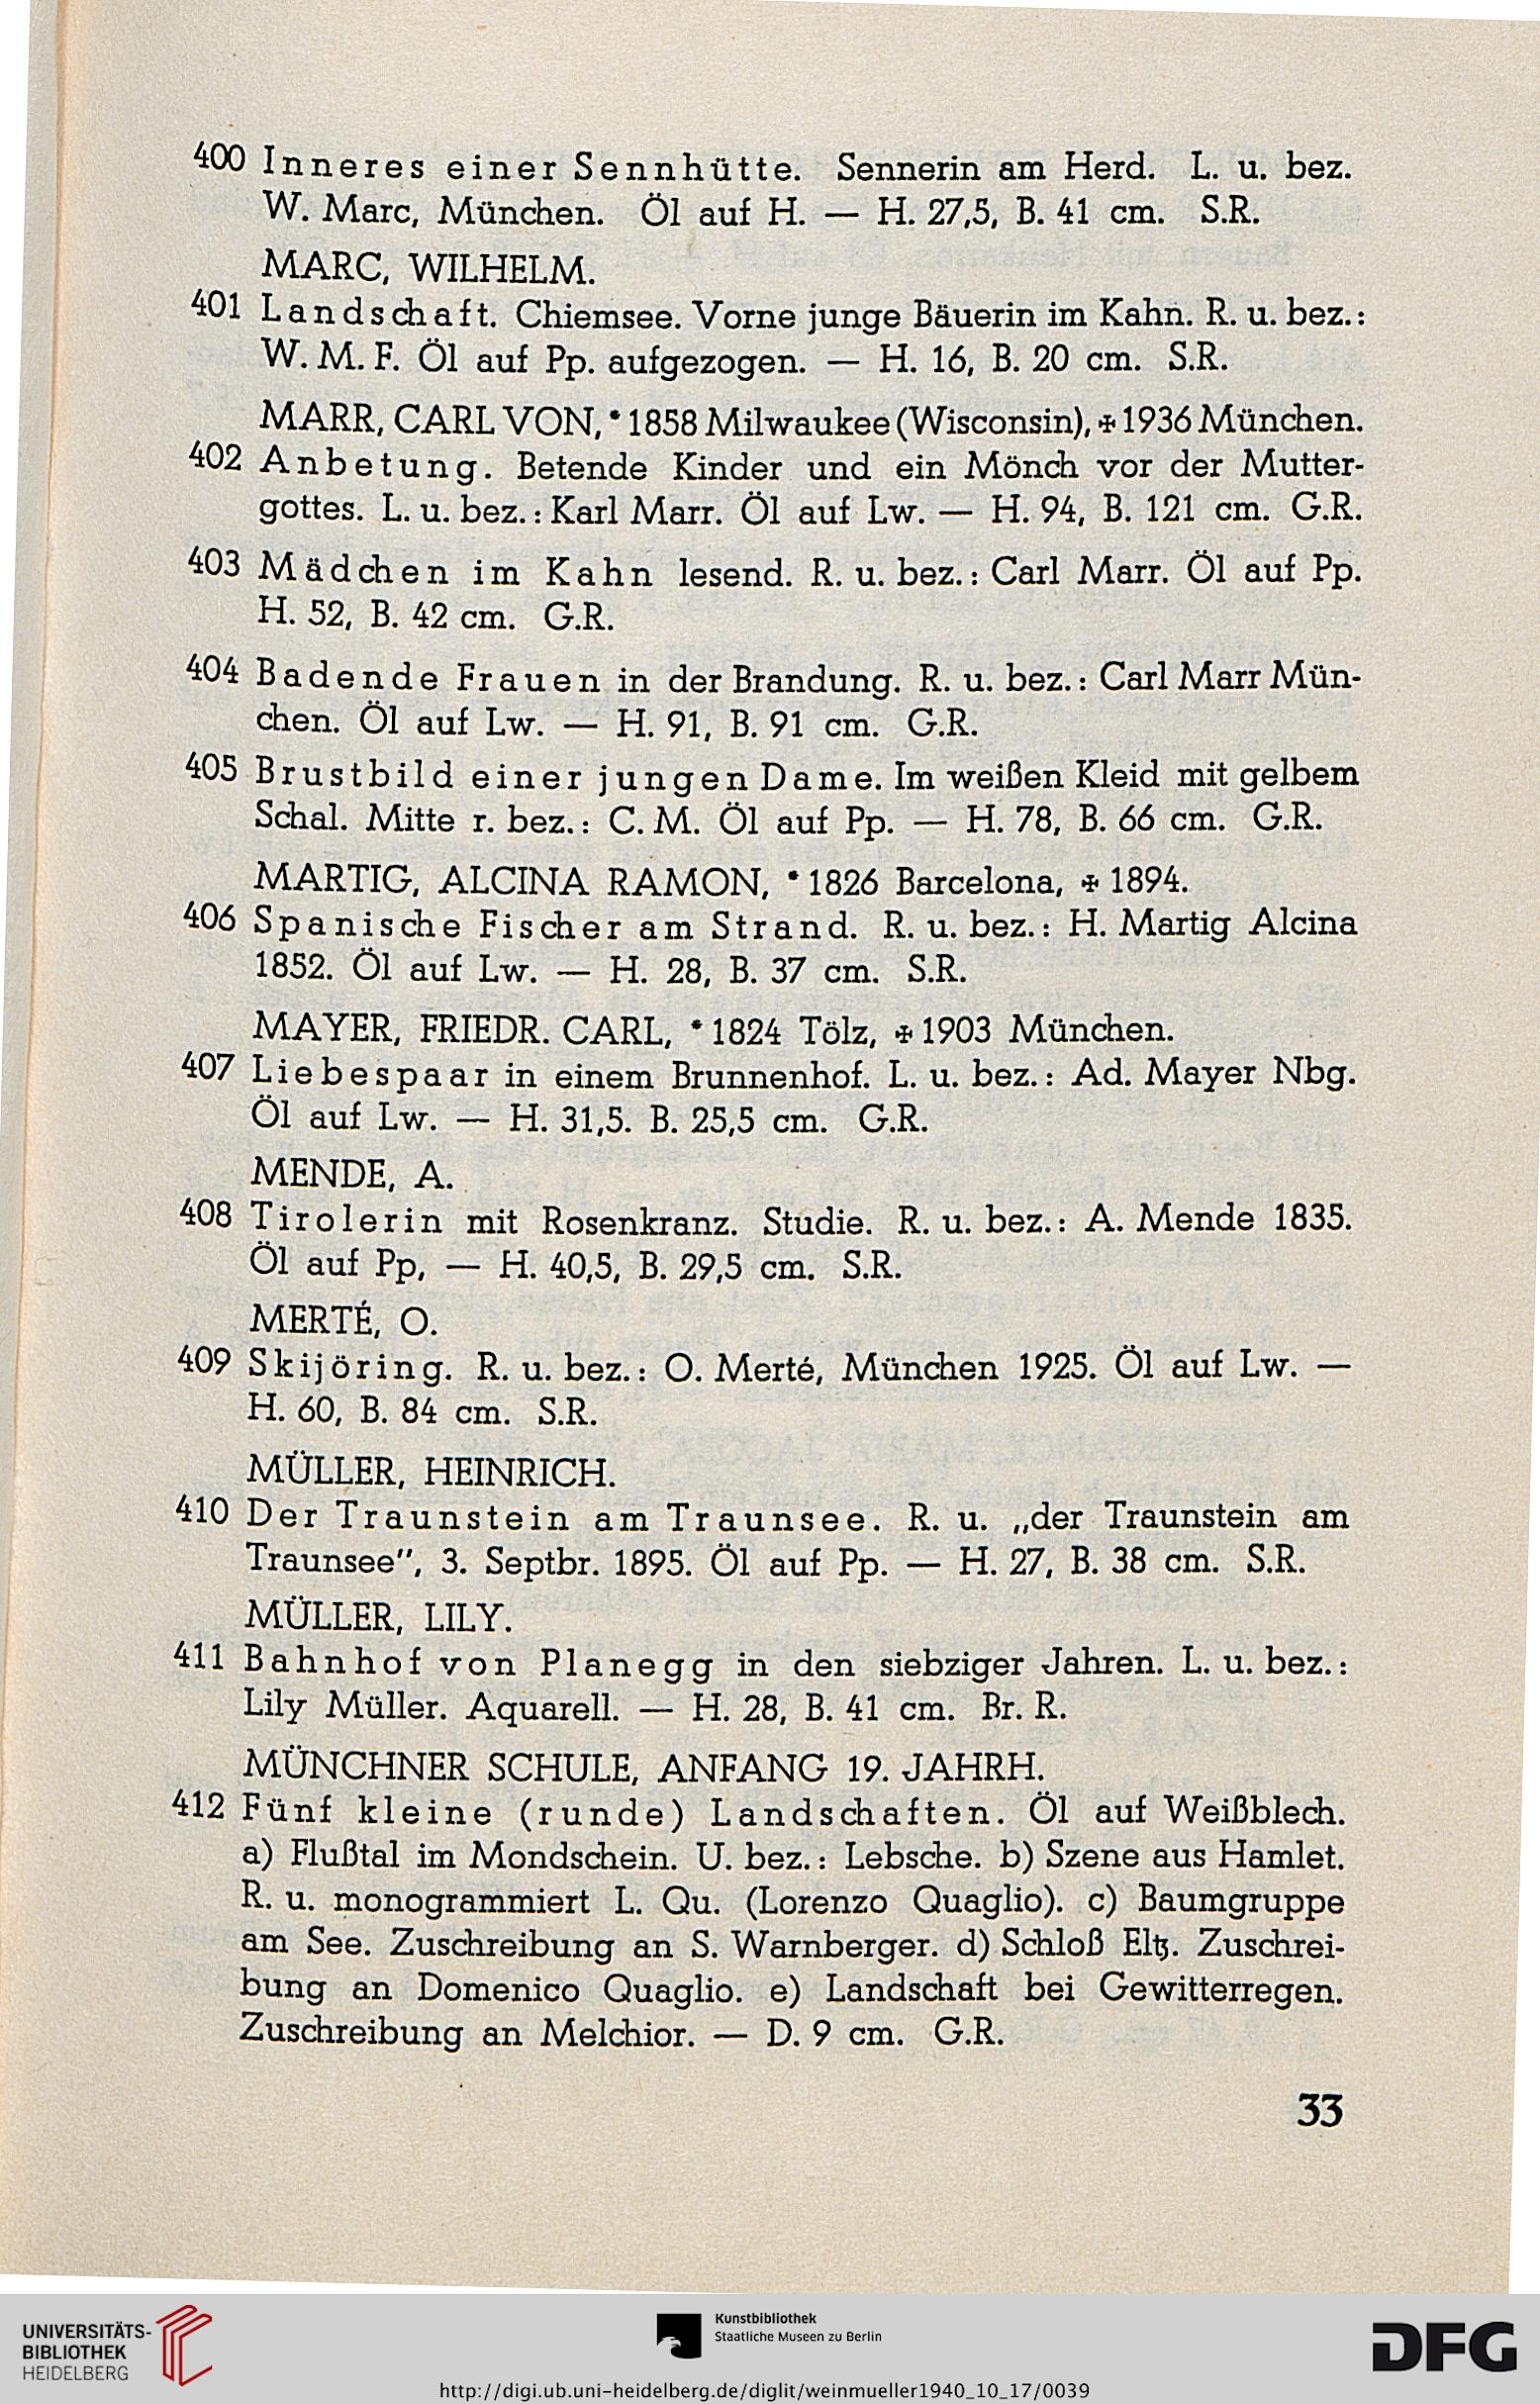 400 Inneres einer Sennhütte. Sennerin am Herd. L. u. bez.
W. Marc, München. Öl auf H. — H. 27,5, B. 41 cm. S.R.
MARC, WILHELM.
401 Landschaft. Chiemsee. Vorne junge Bäuerin im Kahn. R. u. bez.:
W. M. F. Öl auf Pp. aufgezogen. — H. 16, B. 20 cm. S.R.
MARR, CARL VON, * 1858 Milwaukee (Wisconsin), ✠ 1936 München.
402 Anbetung. Betende Kinder und ein Mönch vor der Mutter-
gottes. L. u. bez.: Karl Marr. Öl auf Lw. — H. 94, B. 121 cm. G.R.
403 Mädchen im Kahn lesend. R. u. bez.: Carl Marr. Öl auf Pp.
H. 52, B. 42 cm. G.R.
404 Badende Frauen in der Brandung. R. u. bez.: Carl Marr Mün-
chen. Öl auf Lw. — H. 91, B. 91 cm. G.R.
405 Brustbild einer jungen Dame. Im weißen Kleid mit gelbem
Schal. Mitte r. bez.: C. M. Öl auf Pp. — H. 78, B. 66 cm. G.R.
MARTIG, ALCINA RAMON, * 1826 Barcelona, ✠ 1894.
406 Spanische Fischer am Strand. R. u. bez.: H. Martig Alcina
1852. Öl auf Lw. — H. 28, B. 37 cm. S.R.
MAYER, FRIEDR. CARL, * 1824 Tölz, ✠ 1903 München.
407 Liebespaar in einem Brunnenhof. L. u. bez.: Ad. Mayer Nbg.
Öl auf Lw. — H. 31,5. B. 25,5 cm. G.R.
MENDE, A.
408 Tirolerin mit Rosenkranz. Studie. R. u. bez.: A. Mende 1835.
Öl auf Pp, — H. 40,5, B. 29,5 cm. S.R.
MERTÉ, O.
409 Skijöring. R. u. bez.: O. Merté, München 1925. Öl auf Lw. —
H. 60, B. 84 cm. S.R.
MÜLLER, HEINRICH.
410 Der Traunstein am Traunsee. R. u. „der Traunstein am
Traunsee", 3. Septbr. 1895. Öl auf Pp. — H. 27, B. 38 cm. S.R.
MÜLLER, LILY.
411 Bahnhof von Planegg in den siebziger Jahren. L. u. bez.:
Lily Müller. Aquarell. — H. 28, B. 41 cm. Br. R.
MÜNCHNER SCHULE, ANFANG 19. JAHRH.
412 Fünf kleine (runde) Landschaften. Öl auf Weißblech.
a) Flußtal im Mondschein. U. bez.: Lebsche. b) Szene aus Hamlet.
R. u. monogrammiert L. Qu. (Lorenzo Quaglio). c) Baumgruppe
am See. Zuschreibung an S. Warnberger. d) Schloß Eltz. Zuschrei-
bung an Domenico Quaglio. e) Landschaft bei Gewitterregen.
Zuschreibung an Melchior. — D. 9 cm. G.R.
33
UNIVERSITÄTS-
BIBLIOTHEK
HEIDELBERG
Kunstbibliothek
Staatliche Museen zu Berlin
DFG
http://digi.ub.uni-heidelberg.de/diglit/weinmueller1940_10_17/0039